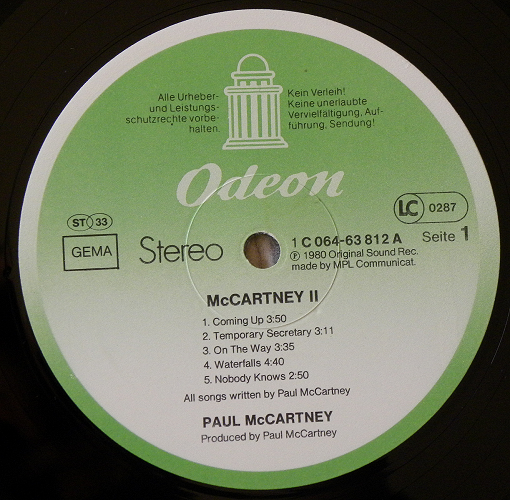 Alle Urheber-
und Leistungs-
schutzrechte vorbe-
halten.
Kein Verleih!
Keine unerlaubte
Vervielfältigung, Auf-
führung, Sendung!
Odeon
ST 33
GEMA
Stereo
LC 0287
1 C 064-63 812 A
Seite 1
℗ 1980 Original Sound Rec.
made by MPL Communicat.
McCARTNEY II
1. Coming Up 3:50
2. Temporary Secretary 3:11
3. On The Way 3:35
4. Waterfalls 4:40
5. Nobody Knows 2:50
All songs written by Paul McCartney
PAUL McCARTNEY
Produced by Paul McCartney